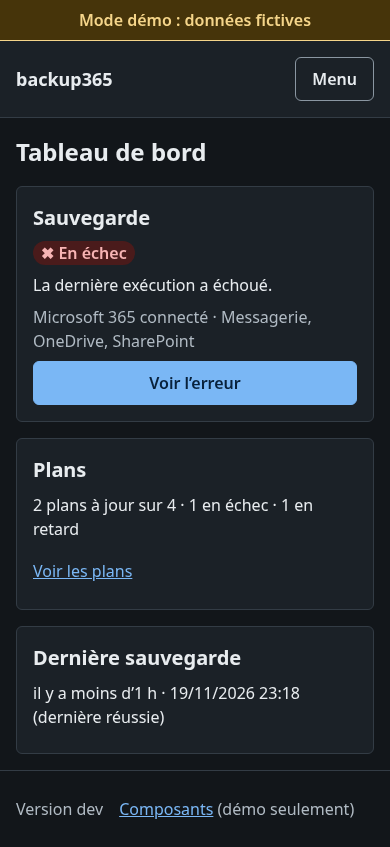 Mode démo : données fictives
backup365
Menu
Tableau de bord
Sauvegarde
✖ En échec
La dernière exécution a échoué.
Microsoft 365 connecté · Messagerie,
OneDrive, SharePoint
Voir l’erreur
Plans
2 plans à jour sur 4 · 1 en échec · 1 en
retard
Voir les plans
Dernière sauvegarde
il y a moins d’1 h · 19/11/2026 23:18
(dernière réussie)
Version dev Composants (démo seulement)